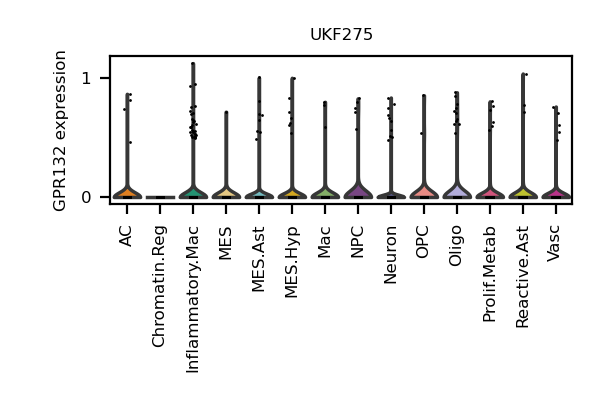 UKF275
GPR132 expression
1
0
AC
Chromatin.Reg
Inflammatory.Mac
MES
MES.Ast
MES.Hyp
Mac
NPC
Neuron
OPC
Oligo
Prolif.Metab
Reactive.Ast
Vasc